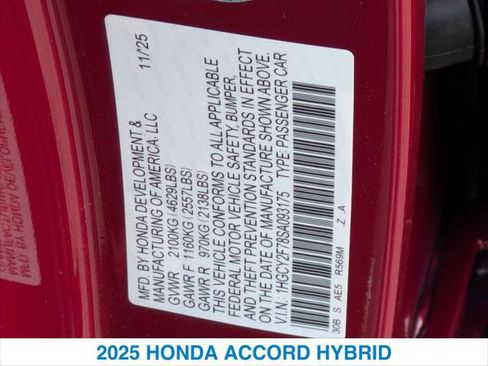 MFD. BY HONDA DEVELOPMENT & 11/25
MANUFACTURING OF AMERICA, LLC
GVWR 2100KG (4629LBS)
GAWR F 1160KG (2557LBS)
GAWR R 970KG (2138LBS)
THIS VEHICLE CONFORMS TO ALL APPLICABLE
FEDERAL MOTOR VEHICLE SAFETY, BUMPER,
AND THEFT PREVENTION STANDARDS IN EFFECT
ON THE DATE OF MANUFACTURE SHOWN ABOVE.
V.I.N.: 1HGCY2F78SA093175 TYPE: PASSENGER CAR
30B S AE5 R569M Z A
2025 HONDA ACCORD HYBRID